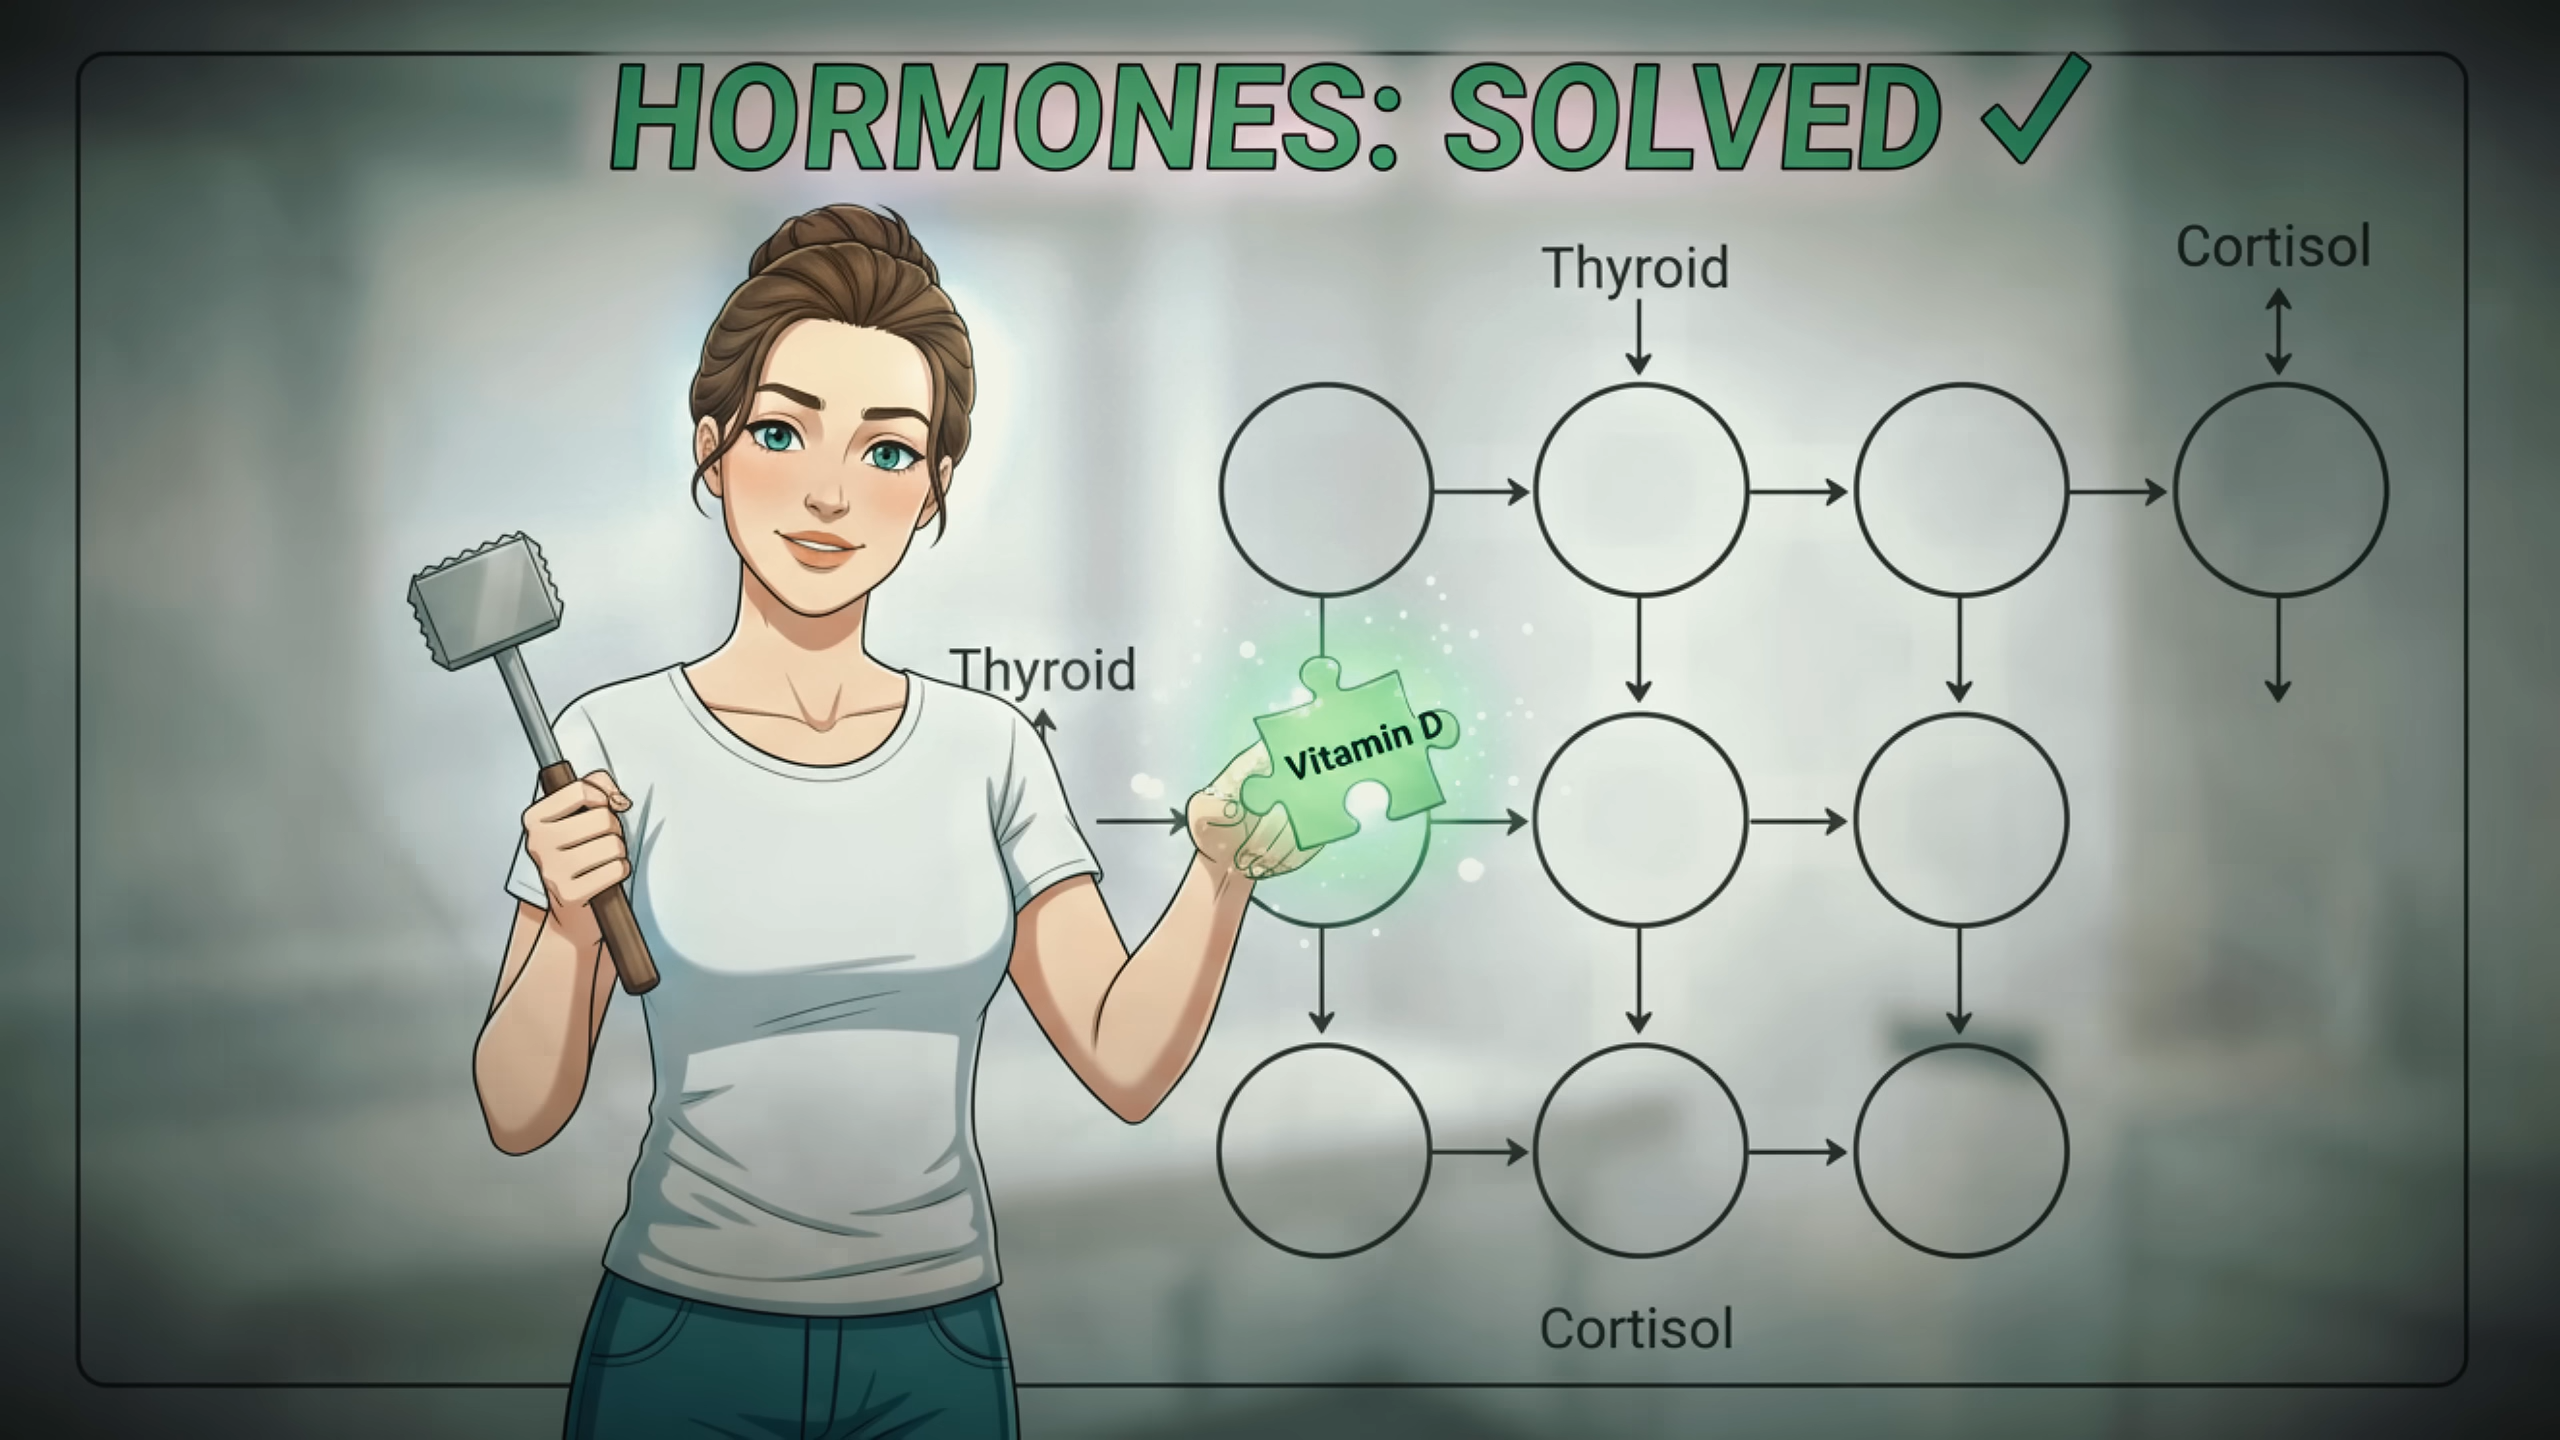 HORMONES: SOLVED ✓
Thyroid
Cortisol
Thyroid
Vitamin D
Cortisol